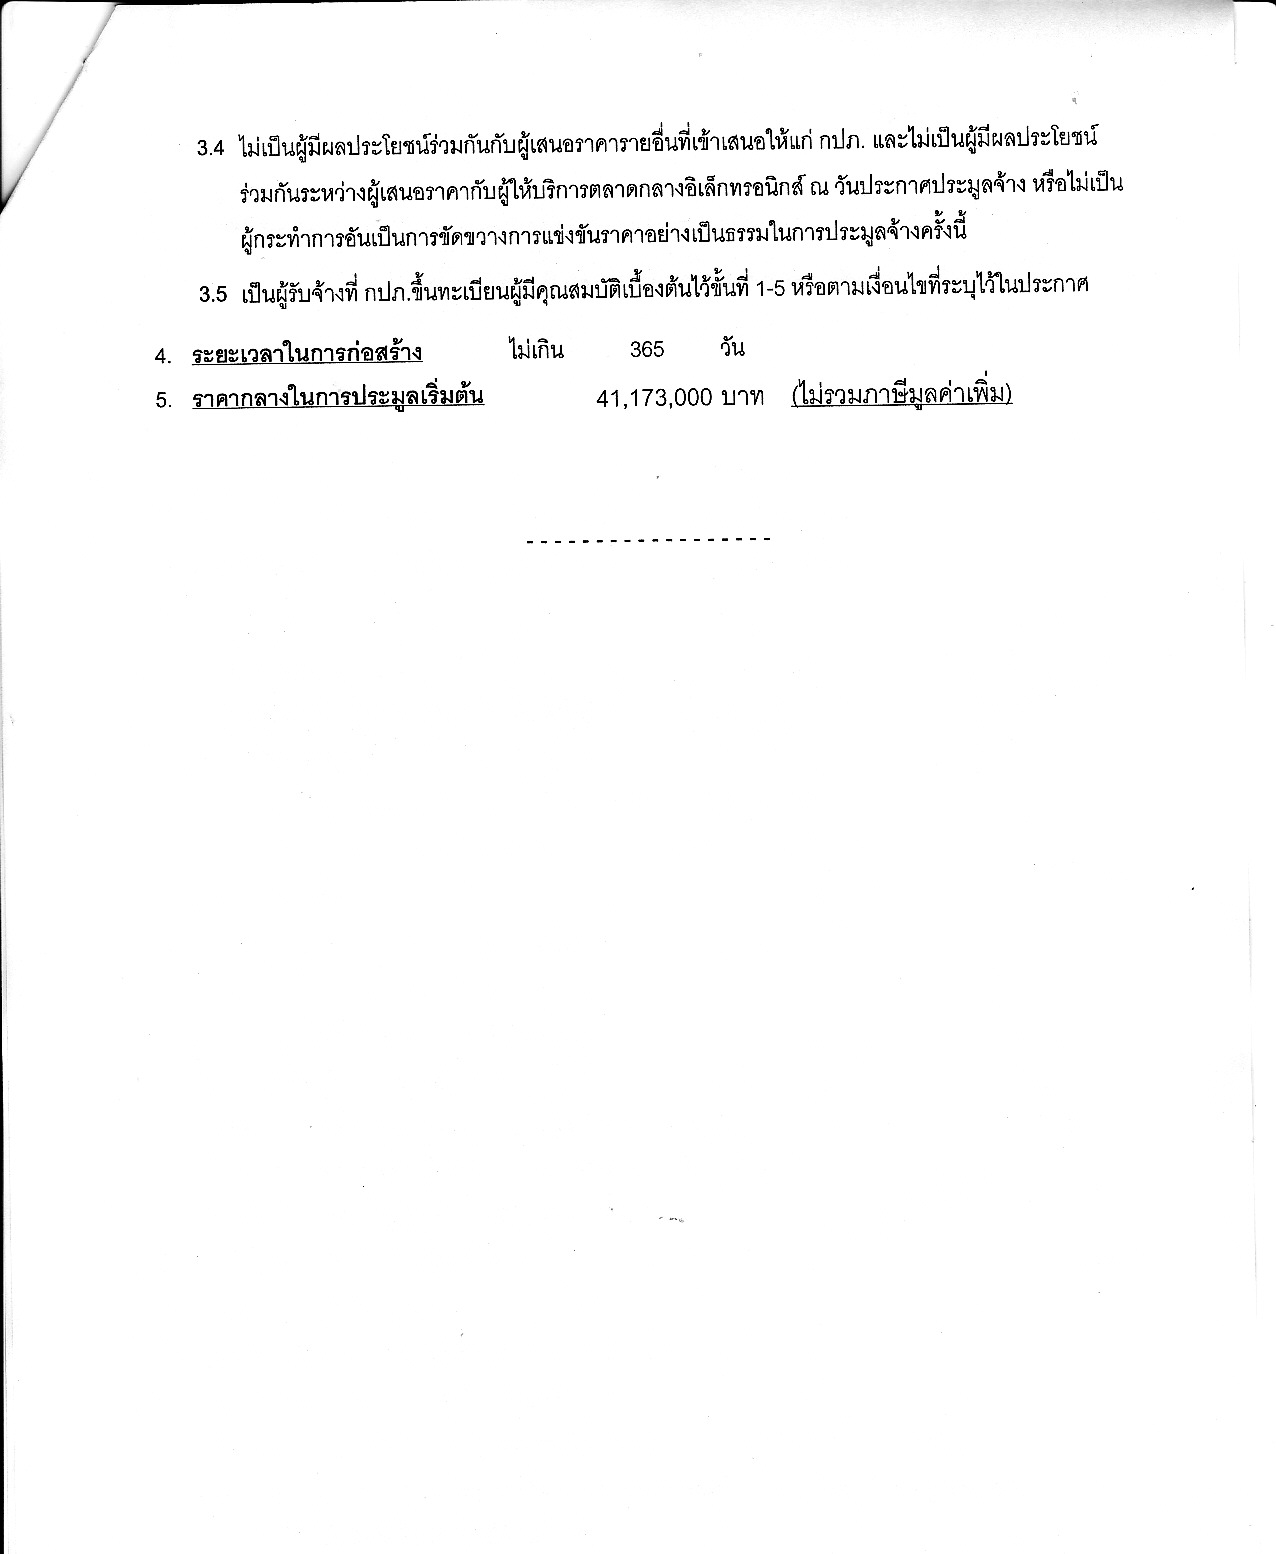 3.4 ไม่เป็นผู้มีผลประโยชน์ร่วมกันกับผู้เสนอราคารายอื่นที่เข้าเสนอให้แก่ กปภ. และไม่เป็นผู้มีผลประโยชน์
ร่วมกันระหว่างผู้เสนอราคากับผู้ให้บริการตลาดกลางอิเล็กทรอนิกส์ ณ วันประกาศประมูลจ้าง หรือไม่เป็น
ผู้กระทำการอันเป็นการขัดขวางการแข่งขันราคาอย่างเป็นธรรมในการประมูลจ้างครั้งนี้
3.5 เป็นผู้รับจ้างที่ กปภ.ขึ้นทะเบียนผู้มีคุณสมบัติเบื้องต้นไว้ชั้นที่ 1-5 หรือตามเงื่อนไขที่ระบุไว้ในประกาศ
4. ระยะเวลาในการก่อสร้าง ไม่เกิน 365 วัน
5. ราคากลางในการประมูลเริ่มต้น 41,173,000 บาท (ไม่รวมภาษีมูลค่าเพิ่ม)
------------------